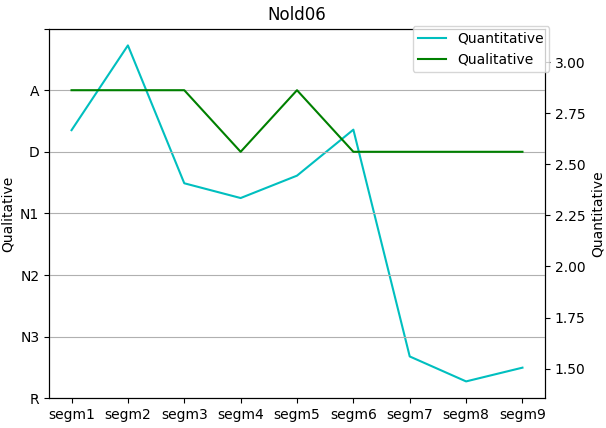 Nold06
Quantitative
Qualitative
Qualitative
A
D
N1
N2
N3
R
3.00
2.75
2.50
2.25
2.00
1.75
1.50
Quantitative
segm1 segm2 segm3 segm4 segm5 segm6 segm7 segm8 segm9